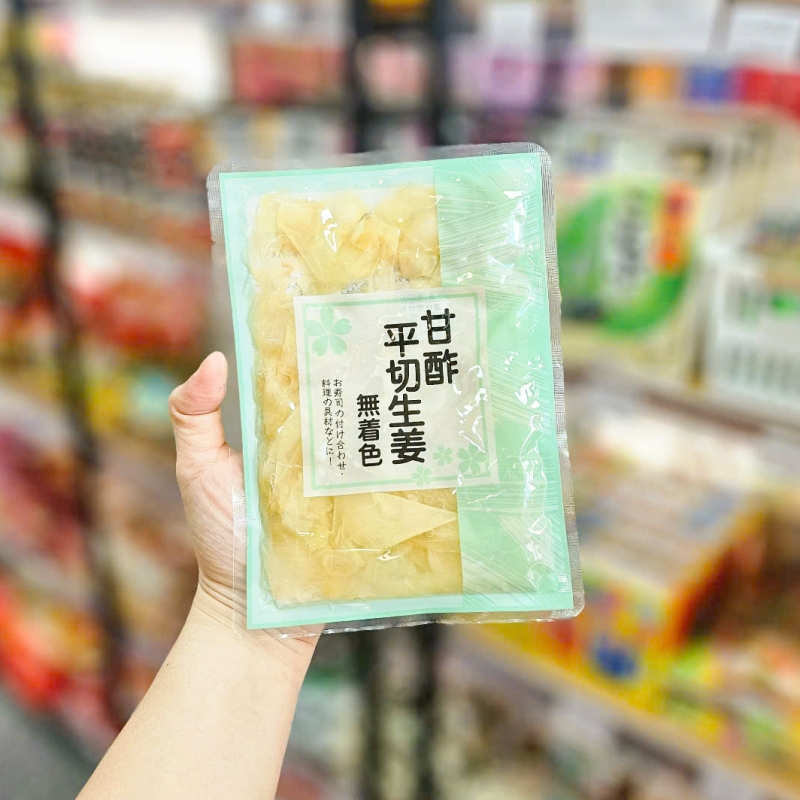 甘酢
平切生姜
無着色
お寿司の付け合わせ・
料理の具材などに!